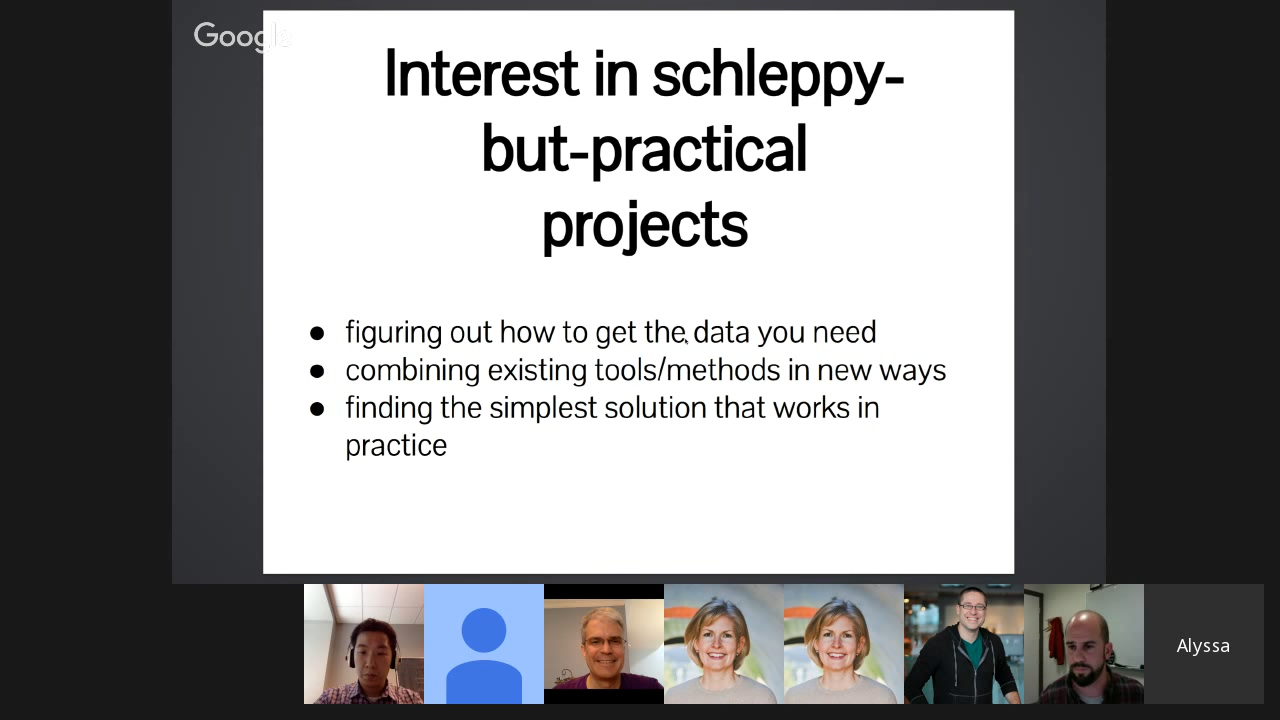 Google
Interest in schleppy-
but-practical
projects
● figuring out how to get the data you need
● combining existing tools/methods in new ways
● finding the simplest solution that works in
practice
Alyssa